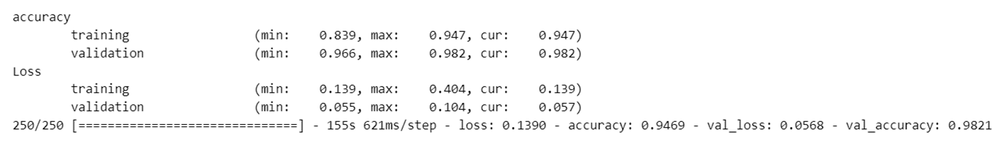 accuracy
training (min: 0.839, max: 0.947, cur: 0.947)
validation (min: 0.966, max: 0.982, cur: 0.982)
Loss
training (min: 0.139, max: 0.404, cur: 0.139)
validation (min: 0.055, max: 0.104, cur: 0.057)
250/250 [==============================] - 155s 621ms/step - loss: 0.1390 - accuracy: 0.9469 - val_loss: 0.0568 - val_accuracy: 0.9821